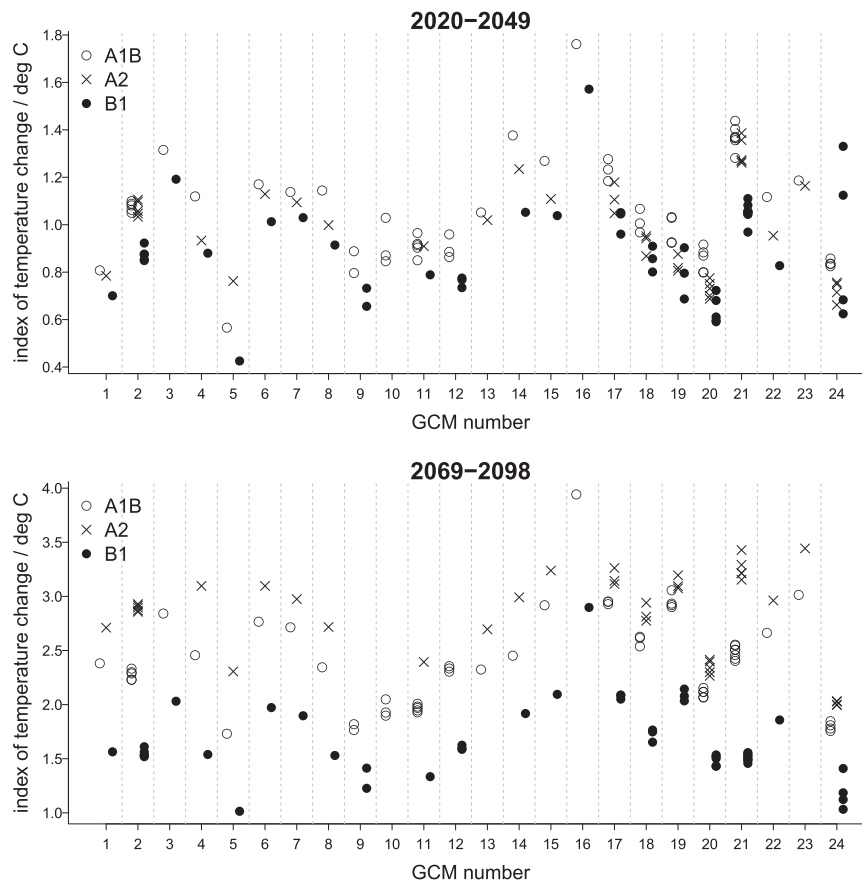 2020−2049
index of temperature change / deg C
1.8
1.6
1.4
1.2
1.0
0.8
0.6
0.4
A1B
A2
B1
1 2 3 4 5 6 7 8 9 10 11 12 13 14 15 16 17 18 19 20 21 22 23 24
GCM number
2069−2098
index of temperature change / deg C
4.0
3.5
3.0
2.5
2.0
1.5
1.0
A1B
A2
B1
1 2 3 4 5 6 7 8 9 10 11 12 13 14 15 16 17 18 19 20 21 22 23 24
GCM number